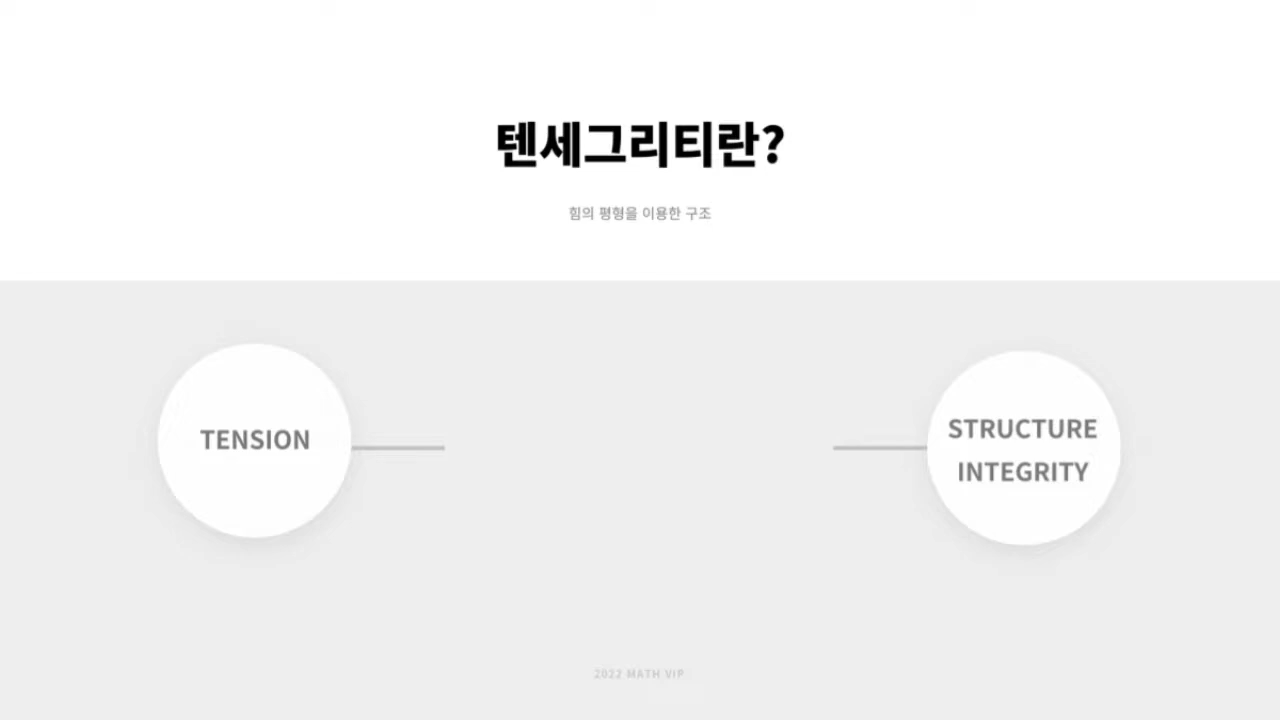 텐세그리티란?
힘의 평형을 이용한 구조
TENSION
STRUCTURE
INTEGRITY
2022 MATH VIP